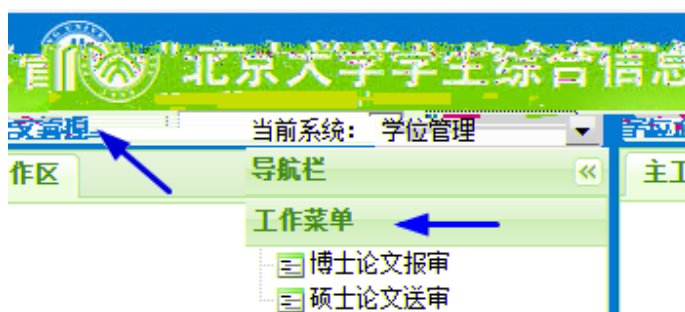 北京大学学生综合信息
当前系统： 学位管理
作区
导航栏
主工
工作菜单
博士论文报审
硕士论文送审